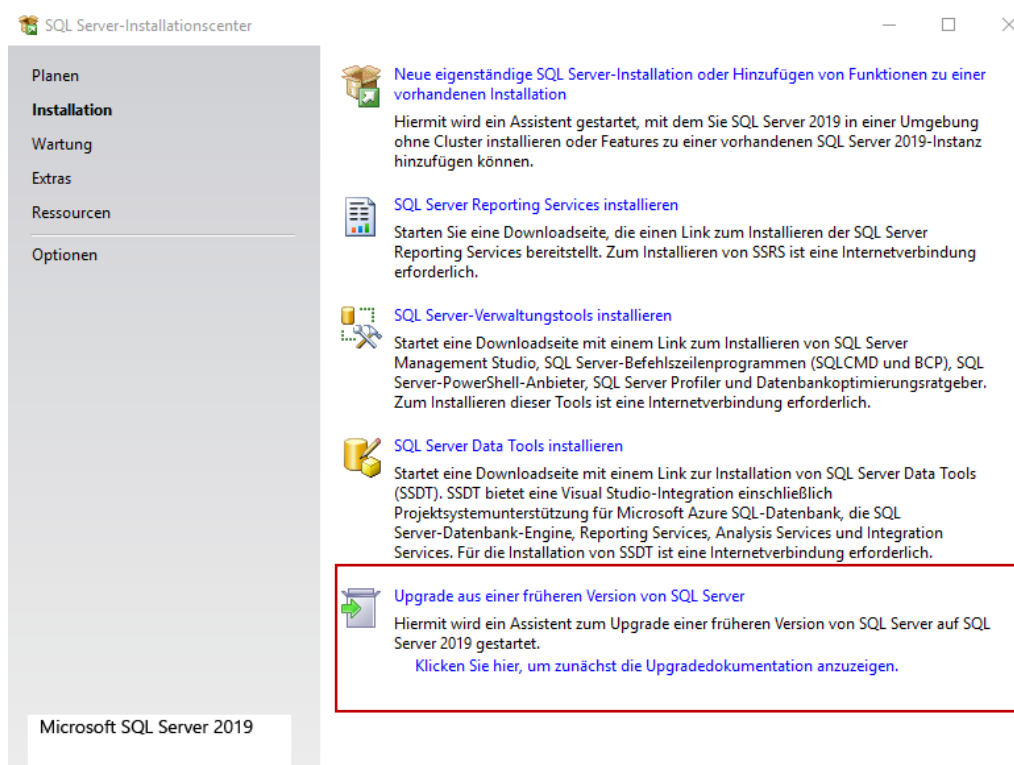 SQL Server-Installationscenter
Planen
Installation
Wartung
Extras
Ressourcen
Optionen
Microsoft SQL Server 2019
Neue eigenständige SQL Server-Installation oder Hinzufügen von Funktionen zu einer
vorhandenen Installation
Hiermit wird ein Assistent gestartet, mit dem Sie SQL Server 2019 in einer Umgebung
ohne Cluster installieren oder Features zu einer vorhandenen SQL Server 2019-Instanz
hinzufügen können.
SQL Server Reporting Services installieren
Starten Sie eine Downloadseite, die einen Link zum Installieren der SQL Server
Reporting Services bereitstellt. Zum Installieren von SSRS ist eine Internetverbindung
erforderlich.
SQL Server-Verwaltungstools installieren
Startet eine Downloadseite mit einem Link zum Installieren von SQL Server
Management Studio, SQL Server-Befehlszeilenprogrammen (SQLCMD und BCP), SQL
Server-PowerShell-Anbieter, SQL Server Profiler und Datenbankoptimierungsratgeber.
Zum Installieren dieser Tools ist eine Internetverbindung erforderlich.
SQL Server Data Tools installieren
Startet eine Downloadseite mit einem Link zur Installation von SQL Server Data Tools
(SSDT). SSDT bietet eine Visual Studio-Integration einschließlich
Projektsystemunterstützung für Microsoft Azure SQL-Datenbank, die SQL
Server-Datenbank-Engine, Reporting Services, Analysis Services und Integration
Services. Für die Installation von SSDT ist eine Internetverbindung erforderlich.
Upgrade aus einer früheren Version von SQL Server
Hiermit wird ein Assistent zum Upgrade einer früheren Version von SQL Server auf SQL
Server 2019 gestartet.
Klicken Sie hier, um zunächst die Upgradedokumentation anzuzeigen.